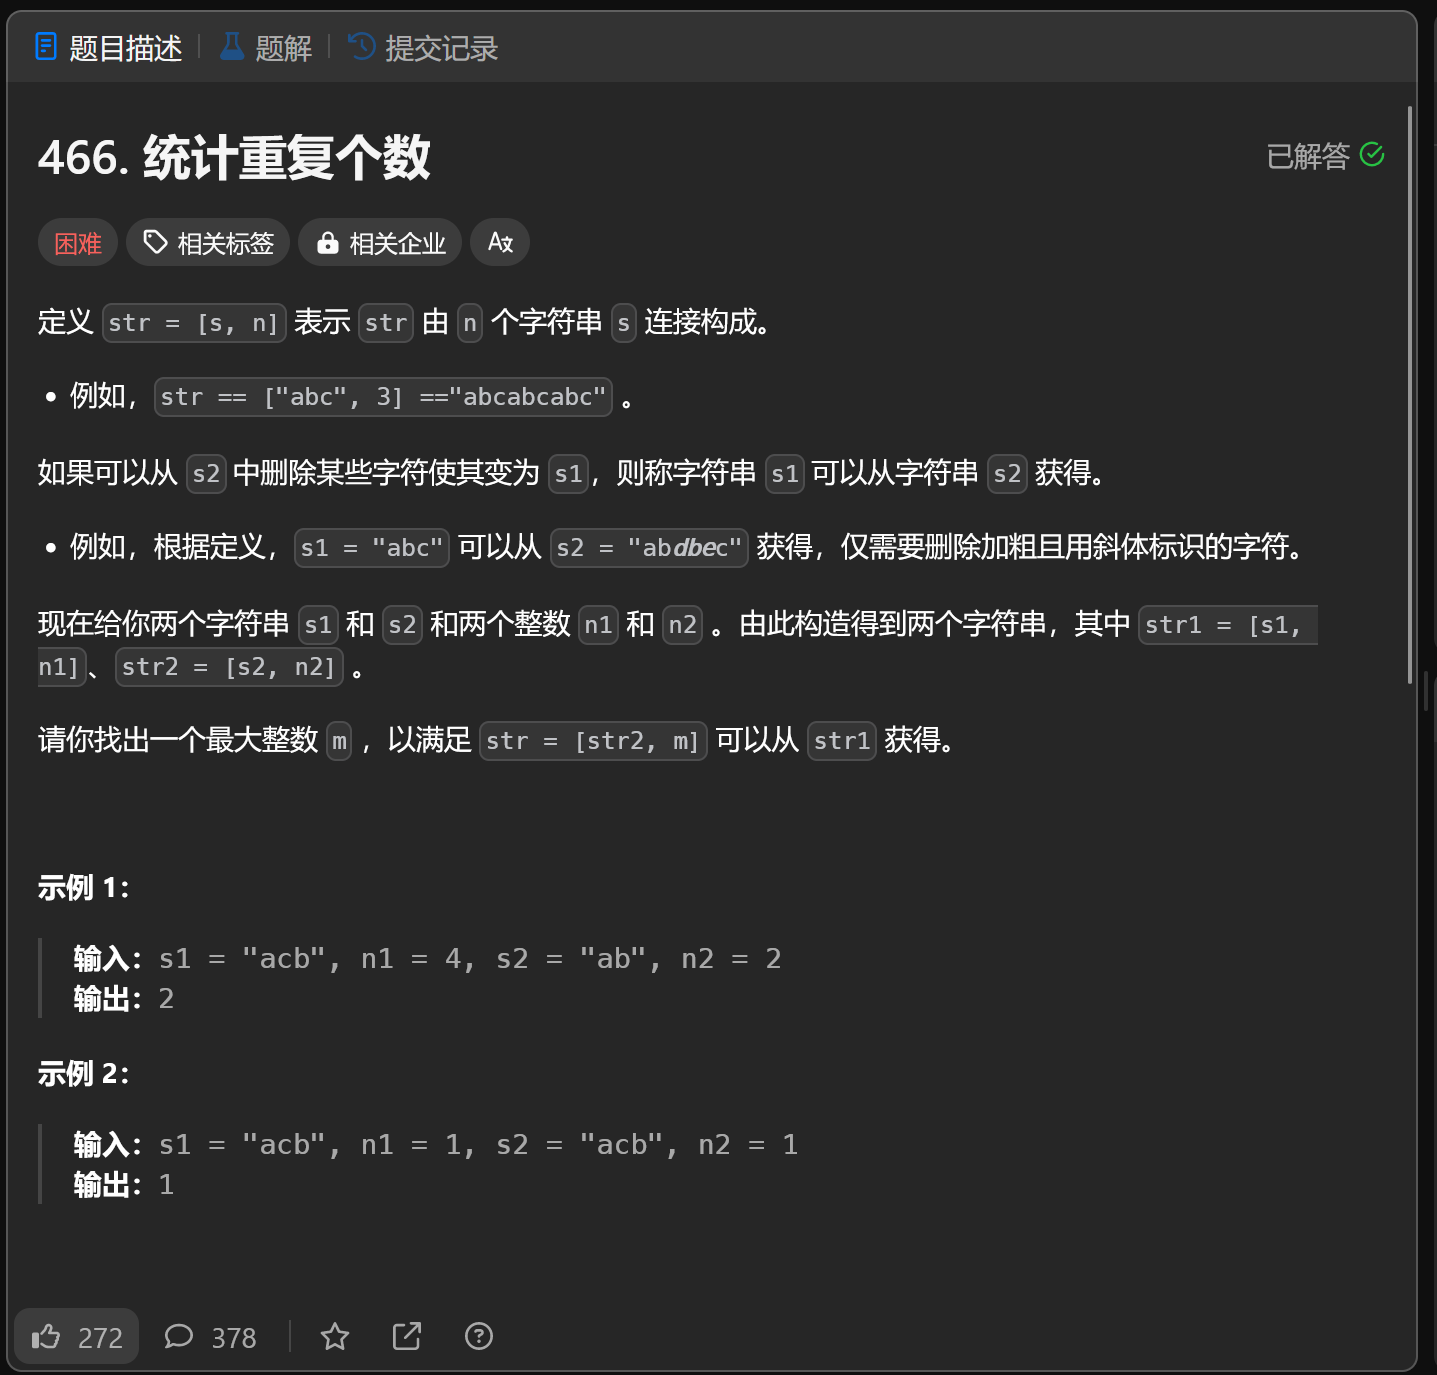 题目描述 | 题解 | 提交记录
466. 统计重复个数
已解答
困难 相关标签 相关企业
定义 str = [s, n] 表示 str 由 n 个字符串 s 连接构成。
• 例如，str == ["abc", 3] =="abcabcabc" 。
如果可以从 s2 中删除某些字符使其变为 s1，则称字符串 s1 可以从字符串 s2 获得。
• 例如，根据定义，s1 = "abc" 可以从 s2 = "abdbec" 获得，仅需要删除加粗且用斜体标识的字符。
现在给你两个字符串 s1 和 s2 和两个整数 n1 和 n2 。由此构造得到两个字符串，其中 str1 = [s1,
n1]、str2 = [s2, n2] 。
请你找出一个最大整数 m ，以满足 str = [str2, m] 可以从 str1 获得。
示例 1：
输入：s1 = "acb", n1 = 4, s2 = "ab", n2 = 2
输出：2
示例 2：
输入：s1 = "acb", n1 = 1, s2 = "acb", n2 = 1
输出：1
272 378